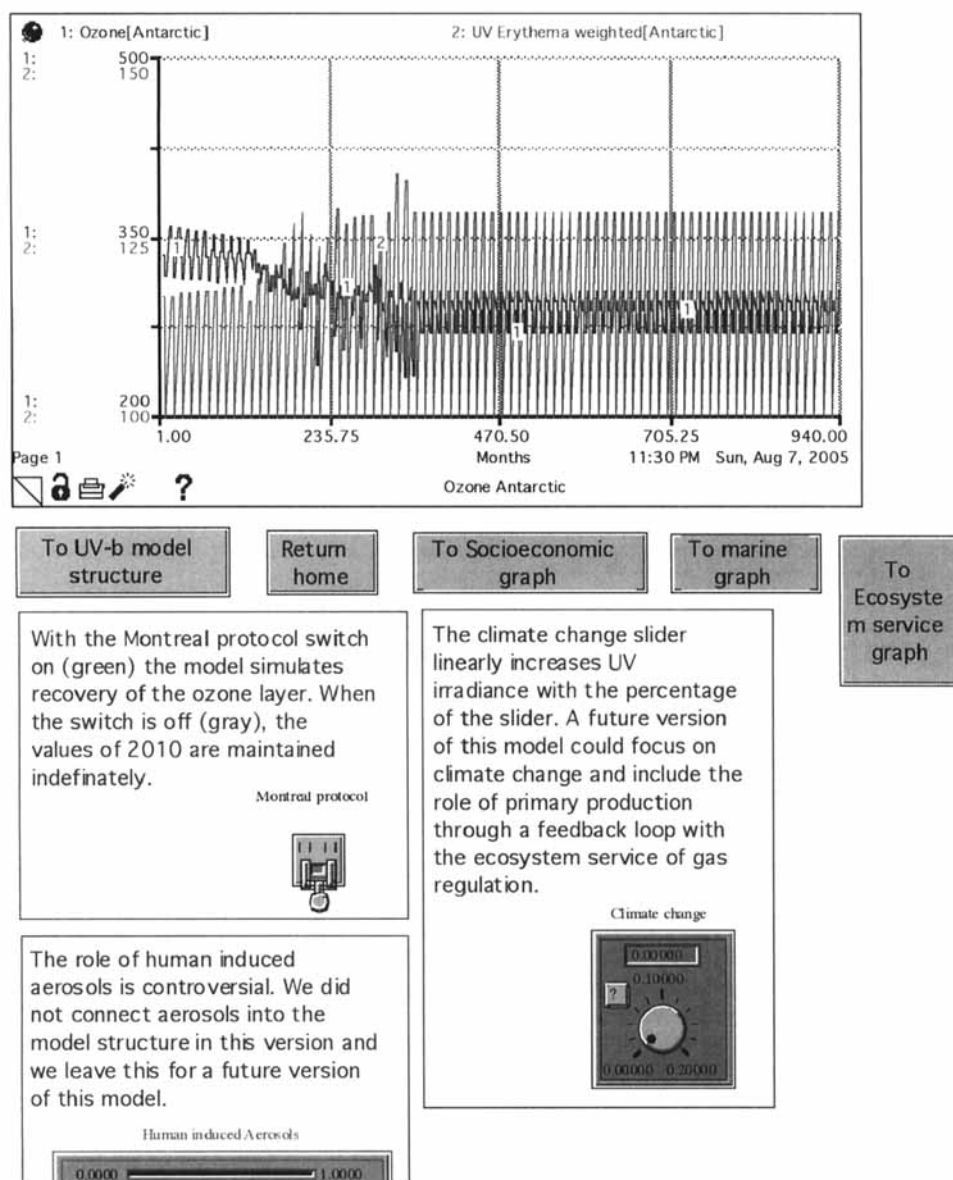 1: Ozone[Antarctic] 2: UV Erythema weighted[Antarctic]
1: 500
2: 150
1: 350
2: 125
1: 200
2: 100
1
2
1
1
1
1.00 235.75 470.50 705.25 940.00
Page 1 Months 11:30 PM Sun, Aug 7, 2005
? Ozone Antarctic
To UV-b model
structure
Return
home
To Socioeconomic
graph
To marine
graph
To
Ecosyste
m service
graph
With the Montreal protocol switch
on (green) the model simulates
recovery of the ozone layer. When
the switch is off (gray), the
values of 2010 are maintained
indefinately.
Montreal protocol
The climate change slider
linearly increases UV
irradiance with the percentage
of the slider. A future version
of this model could focus on
climate change and include the
role of primary production
through a feedback loop with
the ecosystem service of gas
regulation.
Climate change
0.00000
0.10000
?
0.00000 0.20000
The role of human induced
aerosols is controversial. We did
not connect aerosols into the
model structure in this version and
we leave this for a future version
of this model.
Human induced Aerosols
0.0000 1.0000